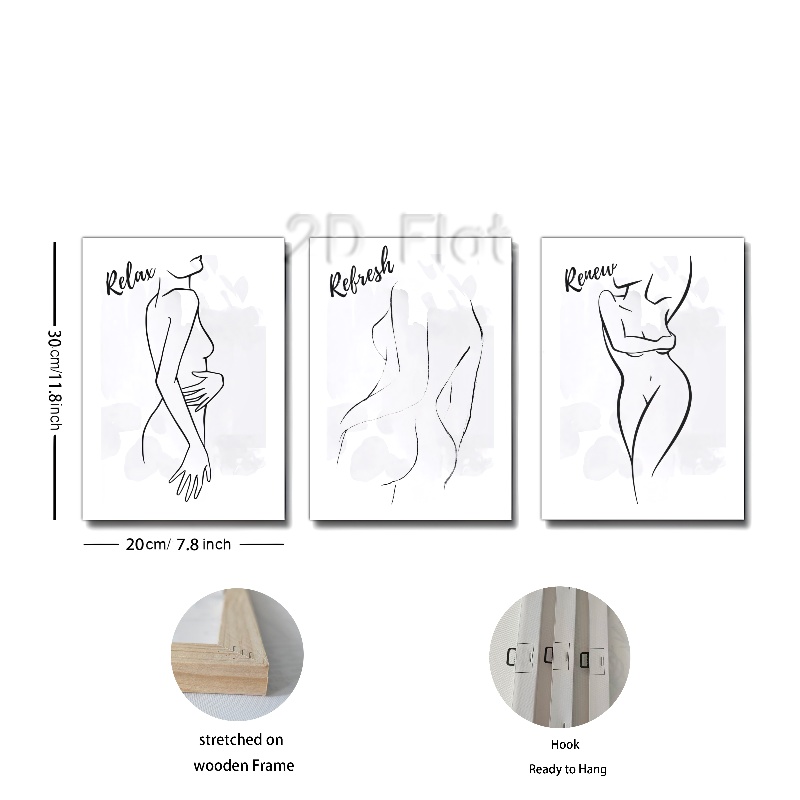 2D Flat
Relax
Refresh
Renew
30cm/11.8inch
20cm/ 7.8 inch
stretched on
wooden Frame
Hook
Ready to Hang